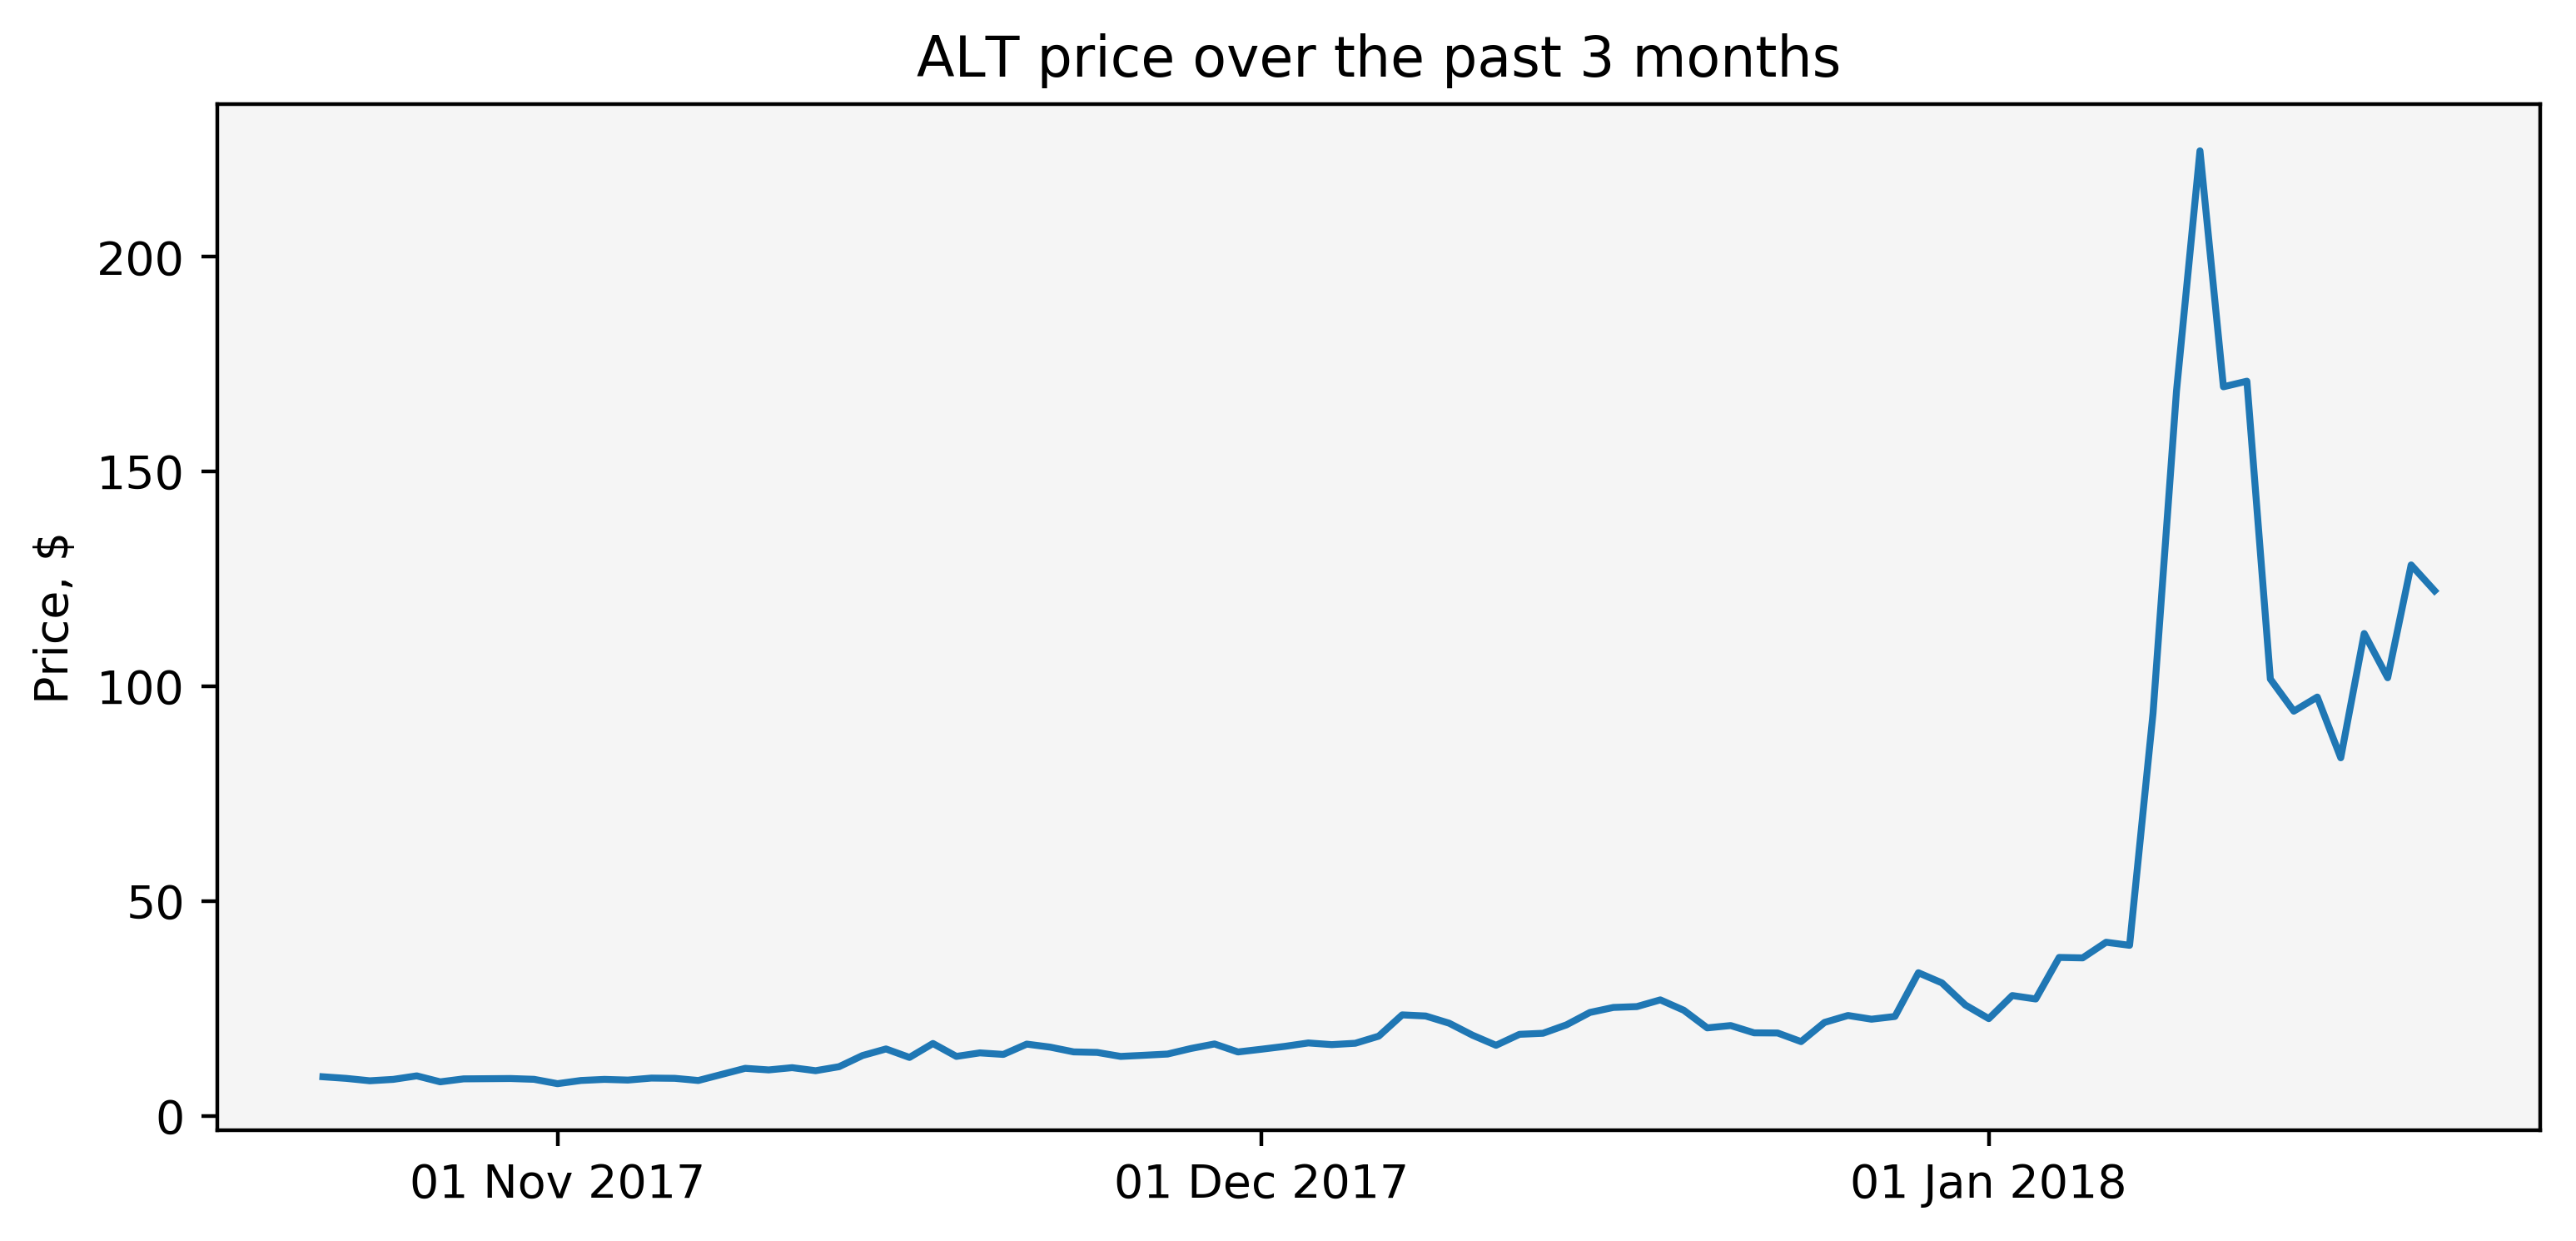 ALT price over the past 3 months
Price, $
200
150
100
50
0
01 Nov 2017
01 Dec 2017
01 Jan 2018